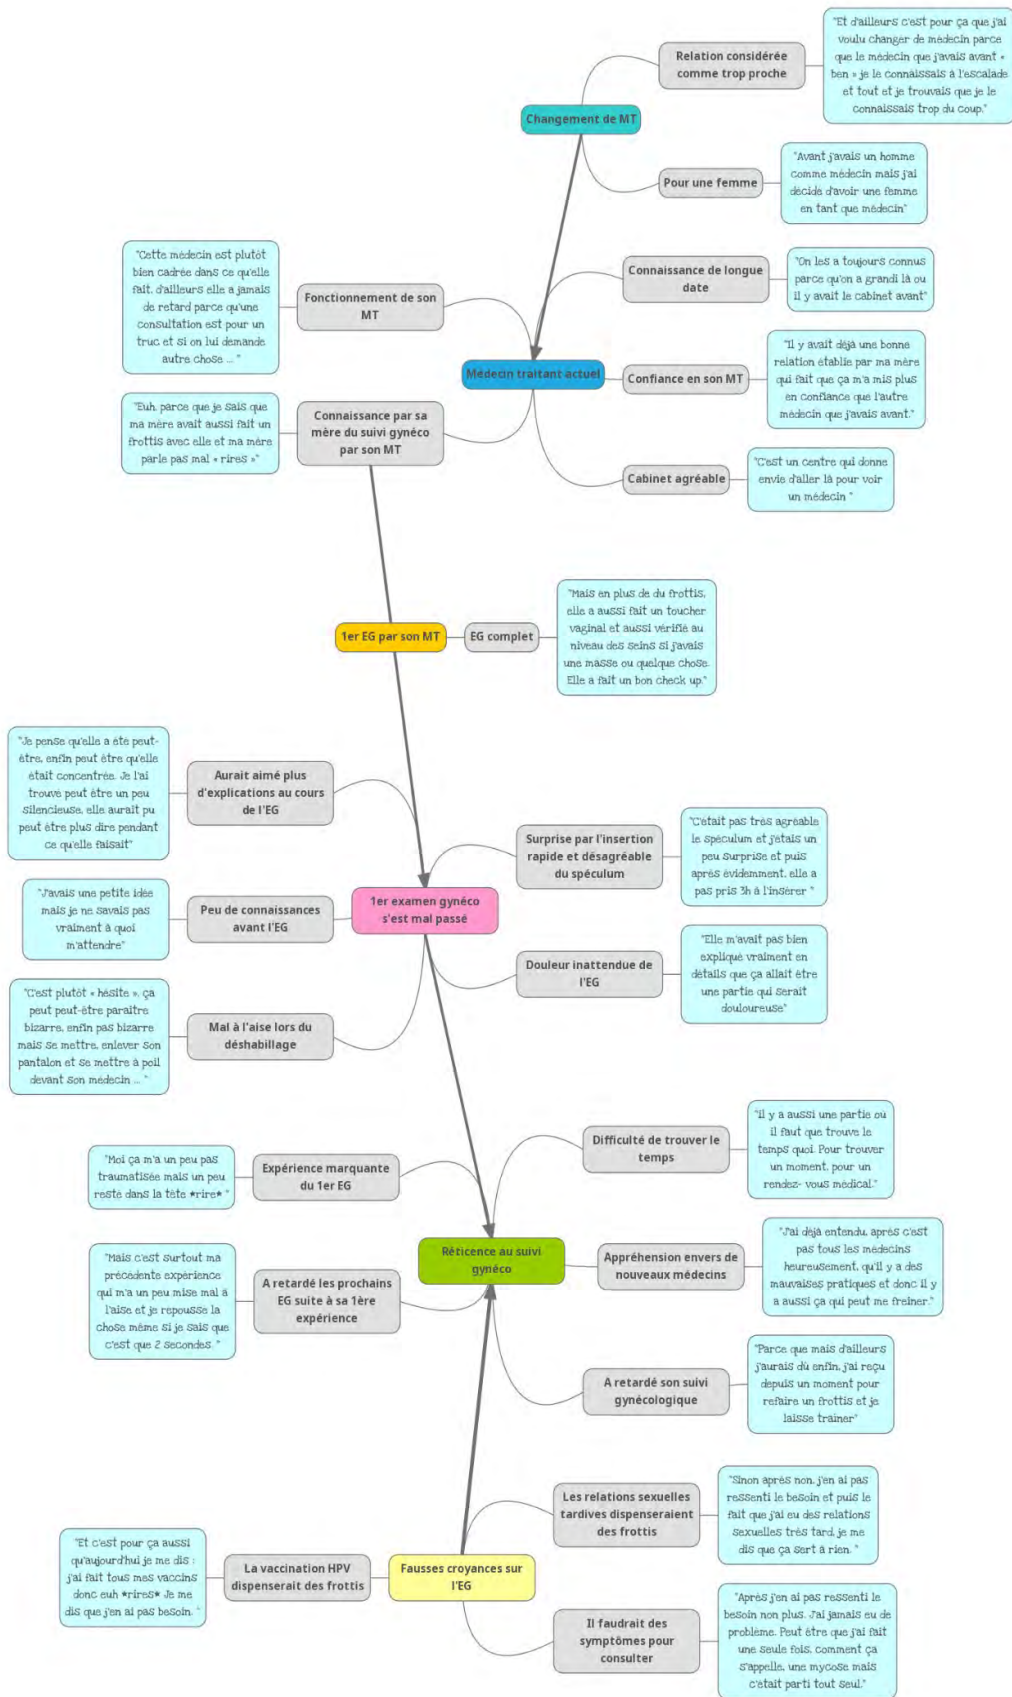 Changement de MT
Relation considérée
comme trop proche
"Et d'ailleurs c'est pour ça que j'ai
voulu changer de médecin parce
que le médecin que j'avais avant «
ben » je le connaissais à l'escalade
et tout et je trouvais que je le
connaissais trop du coup."
Pour une femme
"Avant j'avais un homme
comme médecin mais j'ai
décidé d'avoir une femme
en tant que médecin"
Médecin traitant actuel
"Cette médecin est plutôt
bien cadrée dans ce qu'elle
fait, d'ailleurs elle a jamais
de retard parce qu'une
consultation est pour un
truc et si on lui demande
autre chose ... "
Fonctionnement de son
MT
"Euh, parce que je sais que
ma mère avait aussi fait un
frottis avec elle et ma mère
parle pas mal « rires »"
Connaissance par sa
mère du suivi gynéco
par son MT
Connaissance de longue
date
"On les a toujours connus
parce qu'on a grandi là ou
il y avait le cabinet avant"
Confiance en son MT
"Il y avait déjà une bonne
relation établie par ma mère
qui fait que ça m'a mis plus
en confiance que l'autre
médecin que j'avais avant."
Cabinet agréable
"C'est un centre qui donne
envie d'aller là pour voir
un médecin "
1er EG par son MT
EG complet
"Mais en plus de du frottis,
elle a aussi fait un toucher
vaginal et aussi vérifié au
niveau des seins si j'avais
une masse ou quelque chose.
Elle a fait un bon check up."
1er examen gynéco
s'est mal passé
"Je pense qu'elle a été peut-
être, enfin peut être qu'elle
était concentrée. Je l'ai
trouvé peut être un peu
silencieuse, elle aurait pu
peut être plus dire pendant
ce qu'elle faisait"
Aurait aimé plus
d'explications au cours
de l'EG
"J'avais une petite idée
mais je ne savais pas
vraiment à quoi
m'attendre"
Peu de connaissances
avant l'EG
"C'est plutôt « hésite », ça
peut peut-être paraître
bizarre, enfin pas bizarre
mais se mettre, enlever son
pantalon et se mettre à poil
devant son médecin ... "
Mal à l'aise lors du
déshabillage
Surprise par l'insertion
rapide et désagréable
du spéculum
"C'était pas très agréable
le spéculum et j'étais un
peu surprise et puis
après évidemment, elle a
pas pris 3h à l'insérer "
Douleur inattendue de
l'EG
"Elle m'avait pas bien
expliqué vraiment en
détails que ça allait être
une partie qui serait
douloureuse"
Réticence au suivi
gynéco
"Moi ça m'a un peu pas
traumatisée mais un peu
resté dans la tête *rire* "
Expérience marquante
du 1er EG
"Mais c'est surtout ma
précédente expérience
qui m'a un peu mise mal à
l'aise et je repousse la
chose même si je sais que
c'est que 2 secondes. "
A retardé les prochains
EG suite à sa 1ère
expérience
Difficulté de trouver le
temps
"Il y a aussi une partie où
il faut que trouve le
temps quoi. Pour trouver
un moment, pour un
rendez- vous médical."
Appréhension envers de
nouveaux médecins
"J'ai déjà entendu, après c'est
pas tous les médecins
heureusement, qu'il y a des
mauvaises pratiques et donc il y
a aussi ça qui peut me freiner."
A retardé son suivi
gynécologique
"Parce que mais d'ailleurs
j'aurais dû enfin, j'ai reçu
depuis un moment pour
refaire un frottis et je
laisse traîner"
Fausses croyances sur
l'EG
"Et c'est pour ça aussi
qu'aujourd'hui je me dis :
j'ai fait tous mes vaccins
donc euh *rires* Je me
dis que j'en ai pas besoin. "
La vaccination HPV
dispenserait des frottis
Les relations sexuelles
tardives dispenseraient
des frottis
"Sinon après non, j'en ai pas
ressenti le besoin et puis le
fait que j'ai eu des relations
sexuelles très tard, je me
dis que ça sert à rien. "
Il faudrait des
symptômes pour
consulter
"Après j'en ai pas ressenti le
besoin non plus. J'ai jamais eu de
problème. Peut être que j'ai fait
une seule fois, comment ça
s'appelle, une mycose mais
c'était parti tout seul."